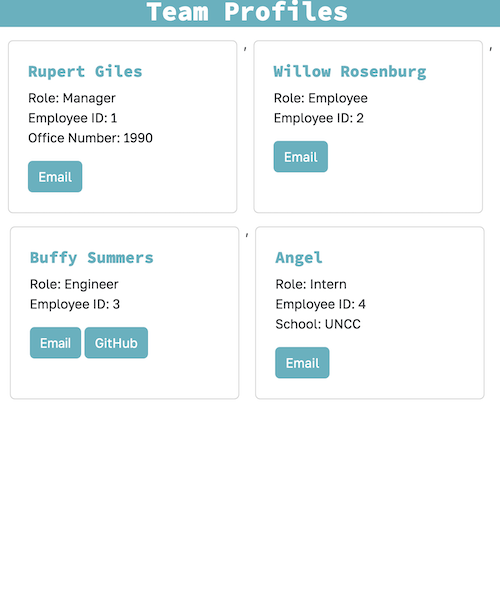 Team Profiles
Rupert Giles
Role: Manager
Employee ID: 1
Office Number: 1990
Email
,
Willow Rosenburg
Role: Employee
Employee ID: 2
Email
,
Buffy Summers
Role: Engineer
Employee ID: 3
Email GitHub
,
Angel
Role: Intern
Employee ID: 4
School: UNCC
Email